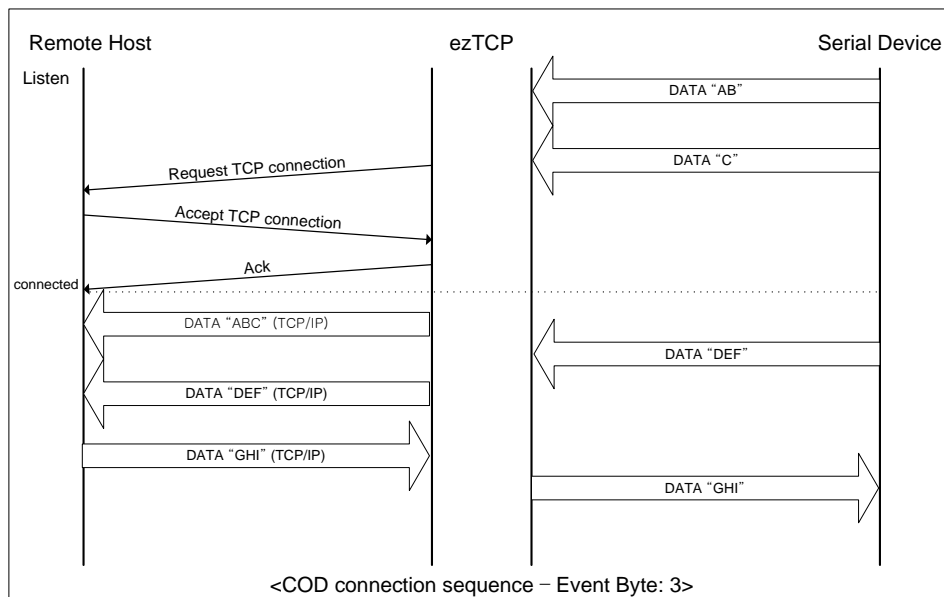 Remote Host
ezTCP
Serial Device
Listen
DATA “AB”
DATA “C”
Request TCP connection
Accept TCP connection
Ack
connected
DATA “ABC” (TCP/IP)
DATA “DEF”
DATA “DEF” (TCP/IP)
DATA “GHI” (TCP/IP)
DATA “GHI”
<COD connection sequence – Event Byte: 3>